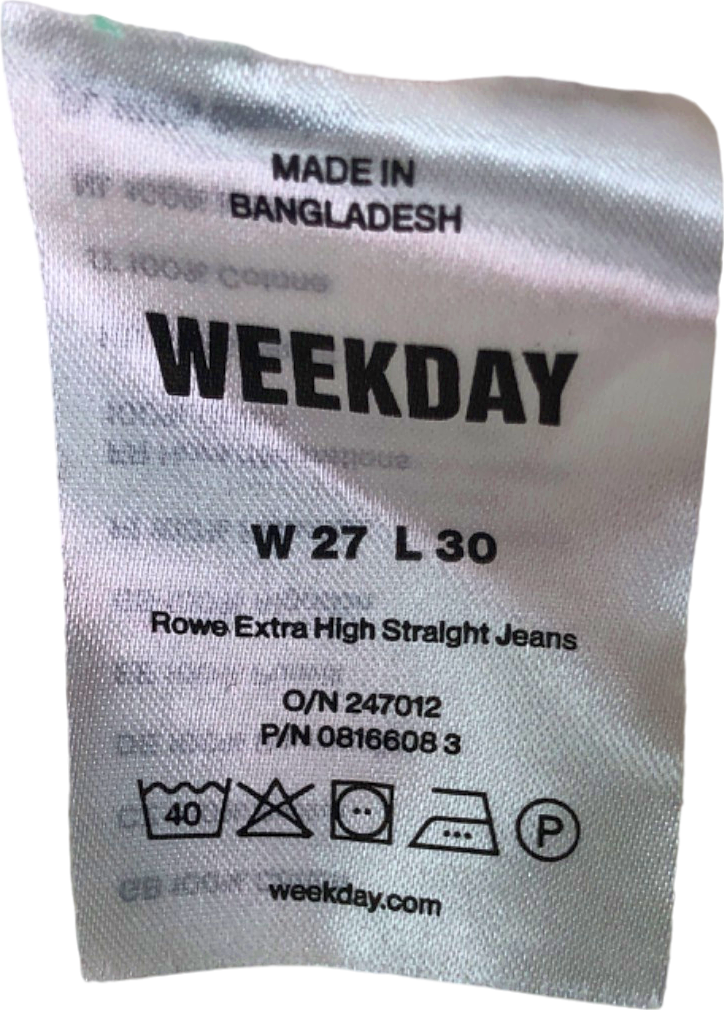 MADE IN
BANGLADESH
WEEKDAY
W 27 L 30
Rowe Extra High Straight Jeans
O/N 247012
P/N 0816608 3
40 P
weekday.com